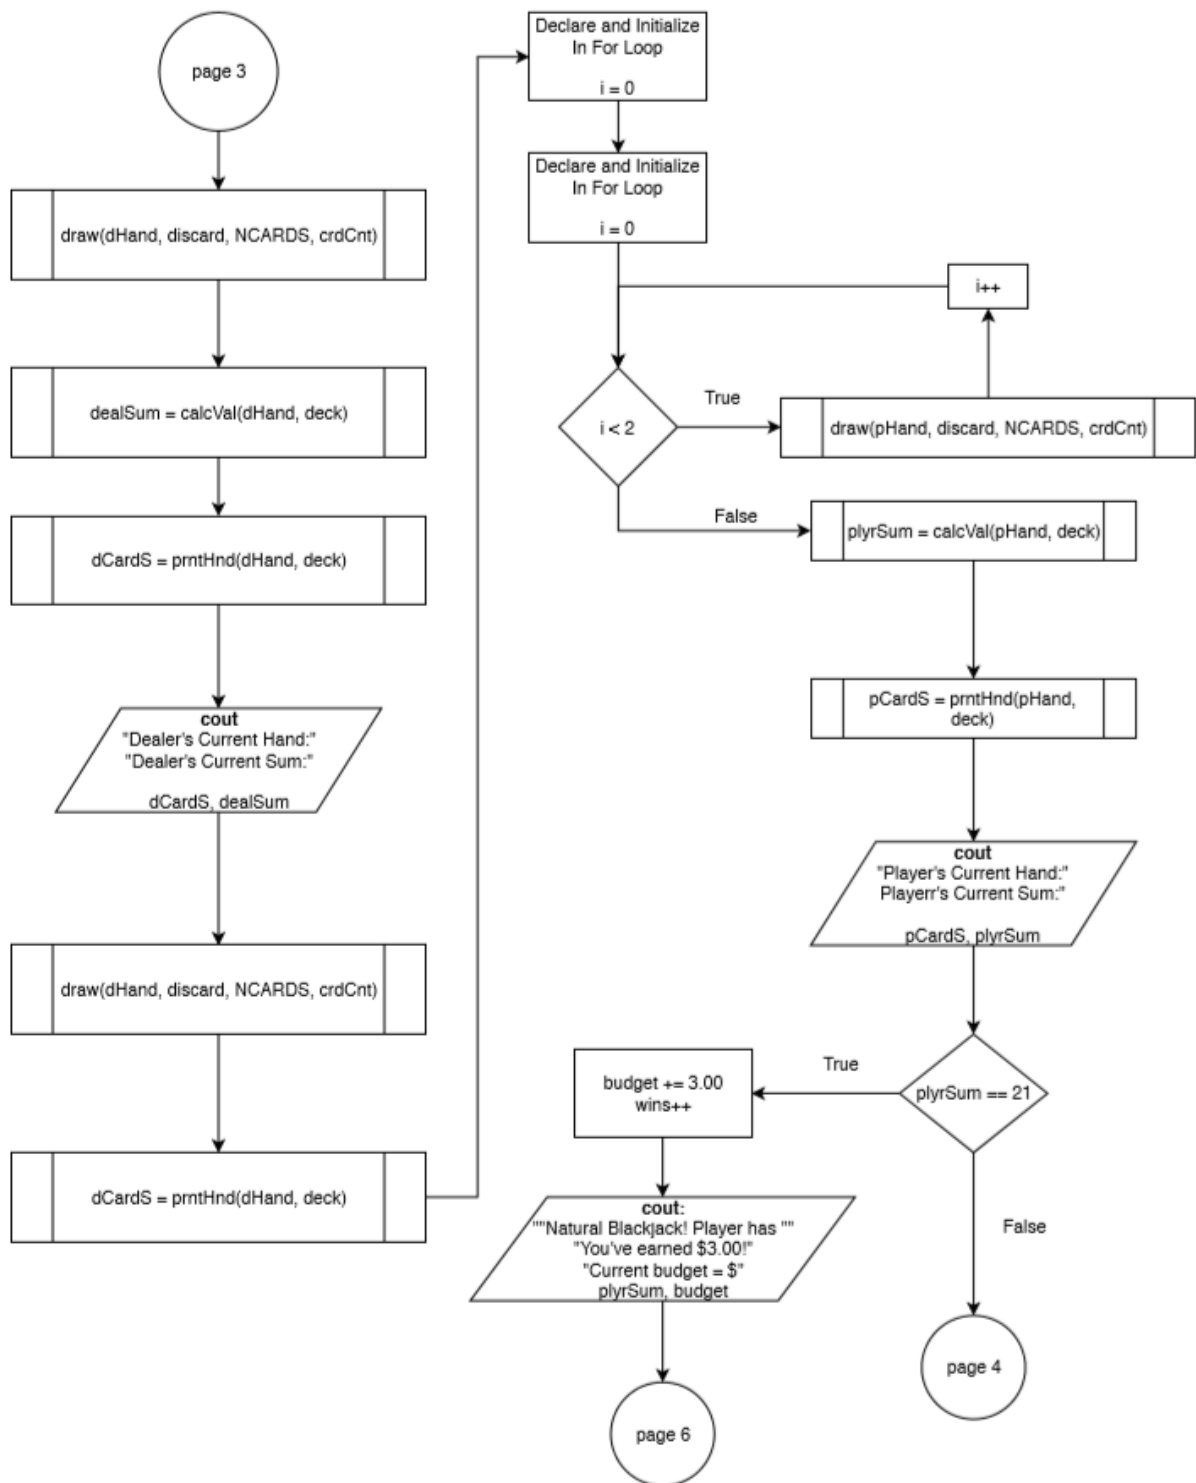 page 3
draw(dHand, discard, NCARDS, crdCnt)
dealSum = calcVal(dHand, deck)
dCardS = prntHnd(dHand, deck)
cout
"Dealer's Current Hand:"
"Dealer's Current Sum:"
dCardS, dealSum
draw(dHand, discard, NCARDS, crdCnt)
dCardS = prntHnd(dHand, deck)
Declare and Initialize
In For Loop
i = 0
Declare and Initialize
In For Loop
i = 0
i++
i < 2
True
draw(pHand, discard, NCARDS, crdCnt)
False
plyrSum = calcVal(pHand, deck)
pCardS = prntHnd(pHand,
deck)
cout
"Player's Current Hand:"
Playerr's Current Sum:"
pCardS, plyrSum
plyrSum == 21
True
budget += 3.00
wins++
cout:
""Natural Blackjack! Player has ""
"You've earned $3.00!"
"Current budget = $"
plyrSum, budget
page 6
False
page 4